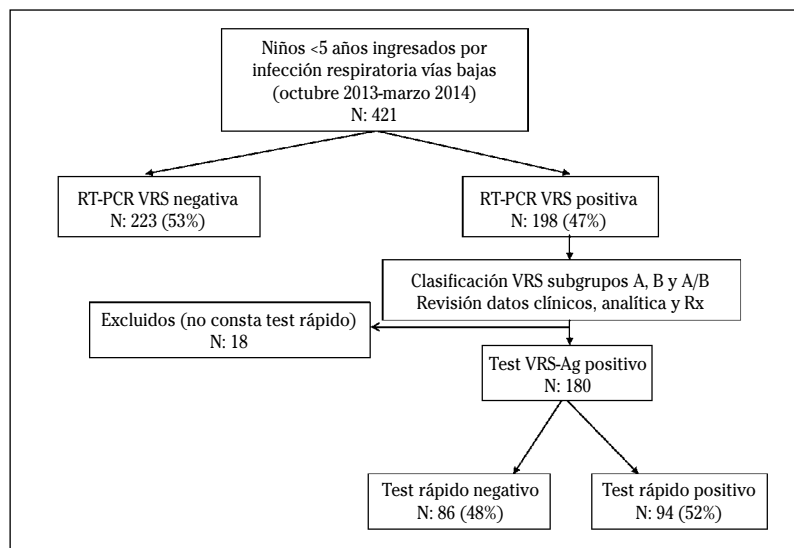 Niños <5 años ingresados por
infección respiratoria vías bajas
(octubre 2013-marzo 2014)
N: 421
RT-PCR VRS negativa
N: 223 (53%)
RT-PCR VRS positiva
N: 198 (47%)
Clasificación VRS subgrupos A, B y A/B
Revisión datos clínicos, analítica y Rx
Excluidos (no consta test rápido)
N: 18
Test VRS-Ag positivo
N: 180
Test rápido negativo
N: 86 (48%)
Test rápido positivo
N: 94 (52%)